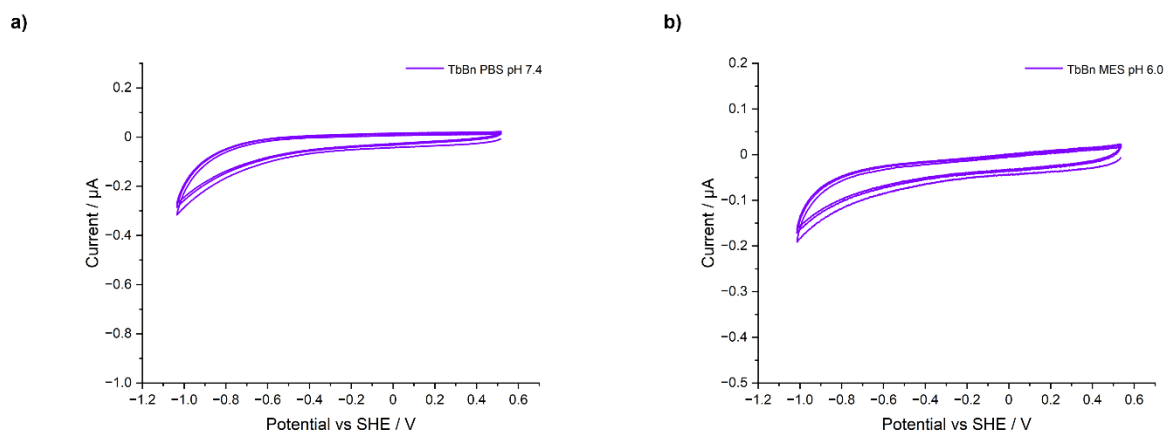 a)
TbBn PBS pH 7.4
0.2
0
−0.2
−0.4
−0.6
−0.8
−1.0
Current / µA
−1.2 −1.0 −0.8 −0.6 −0.4 −0.2 0 0.2 0.4 0.6
Potential vs SHE / V
b)
TbBn MES pH 6.0
0.2
0.1
0
−0.1
−0.2
−0.3
−0.4
−0.5
Current / µA
−1.2 −1.0 −0.8 −0.6 −0.4 −0.2 0 0.2 0.4 0.6
Potential vs SHE / V